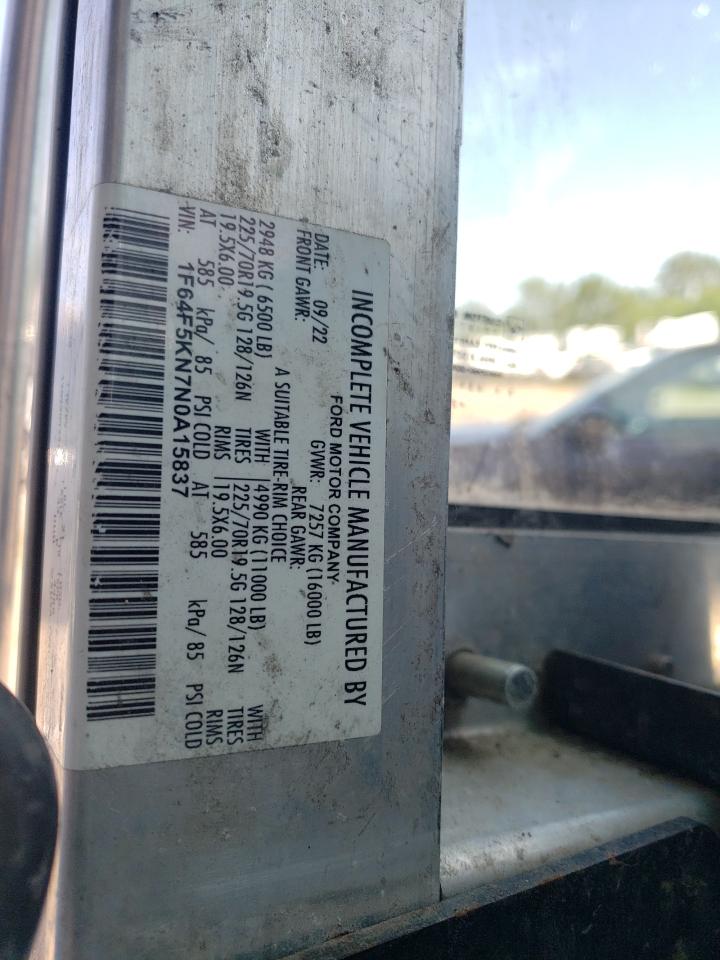 INCOMPLETE VEHICLE MANUFACTURED BY
FORD MOTOR COMPANY
DATE: 09/22 GVWR: 7257 KG (16000 LB)
FRONT GAWR: REAR GAWR:
A SUITABLE TIRE-RIM CHOICE
2948 KG ( 6500 LB) WITH 4990 KG (11000 LB) WITH
225/70R19.5G 128/126N TIRES 225/70R19.5G 128/126N TIRES
19.5X6.00 RIMS 19.5X6.00 RIMS
AT 585 kPa/ 85 PSI COLD AT 585 kPa/ 85 PSI COLD
VIN: 1F64F5KN7N0A15837